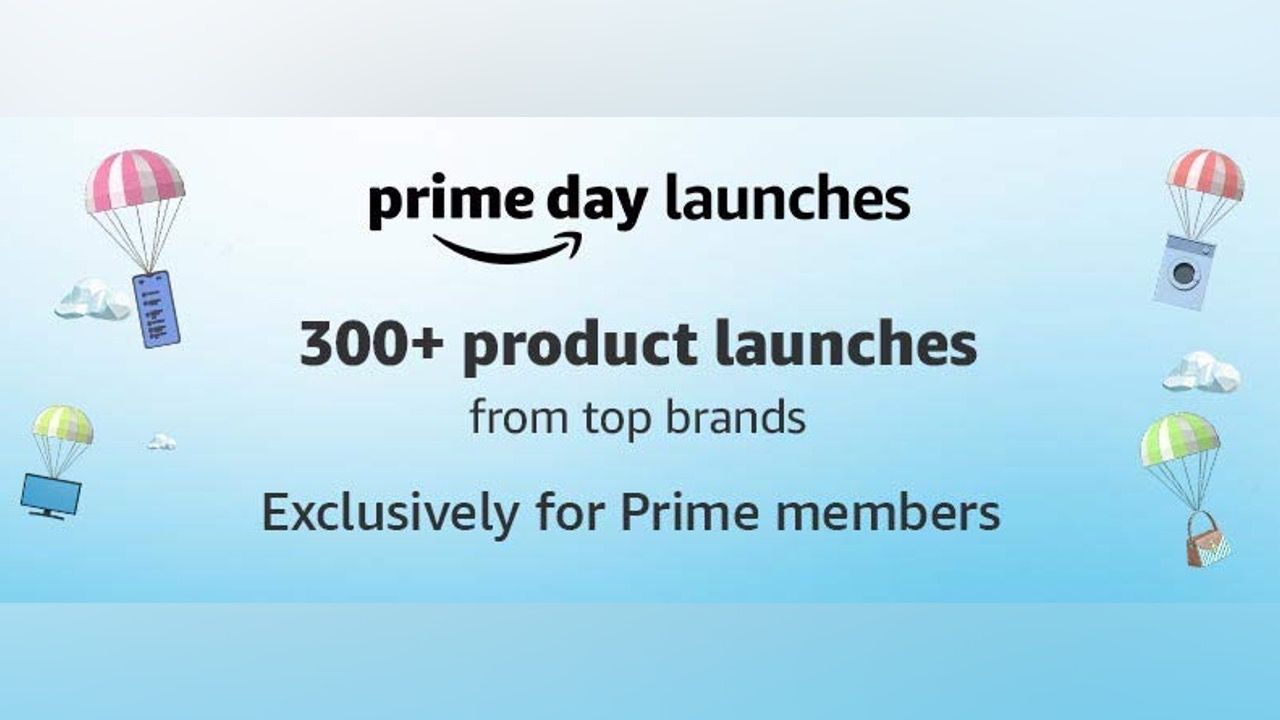 prime day launches
300+ product launches
from top brands
Exclusively for Prime members